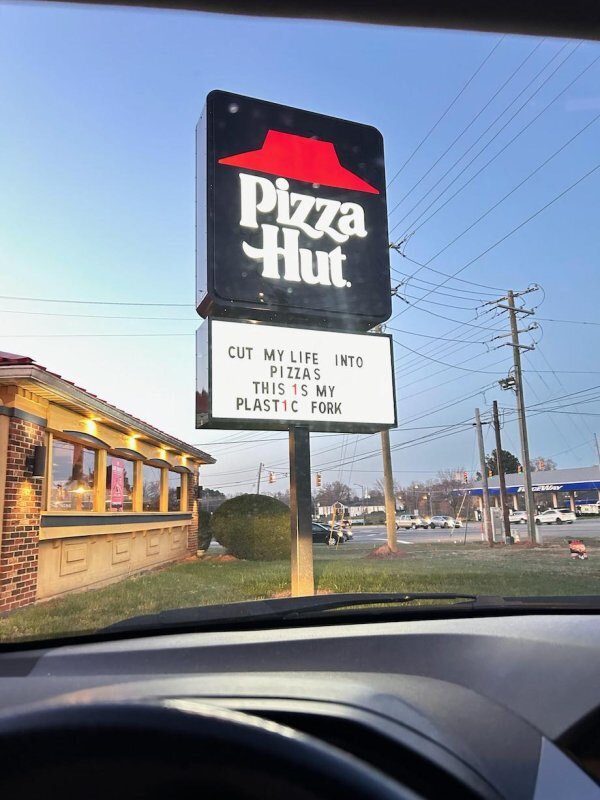 Pizza
Hut.
CUT MY LIFE INTO
PIZZAS
THIS 1S MY
PLAST1C FORK